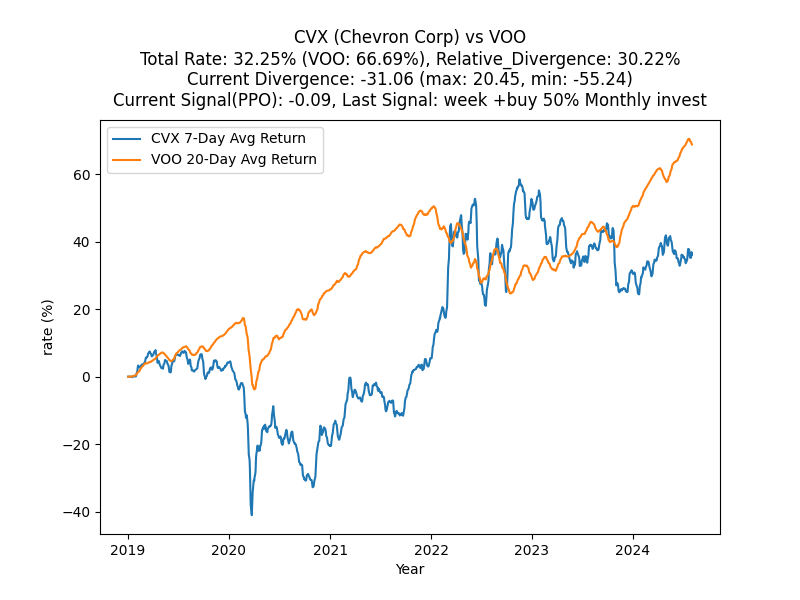 CVX (Chevron Corp) vs VOO
Total Rate: 32.25% (VOO: 66.69%), Relative_Divergence: 30.22%
Current Divergence: -31.06 (max: 20.45, min: -55.24)
Current Signal(PPO): -0.09, Last Signal: week +buy 50% Monthly invest
CVX 7-Day Avg Return
VOO 20-Day Avg Return
60
40
20
0
−20
−40
rate (%)
2019 2020 2021 2022 2023 2024
Year